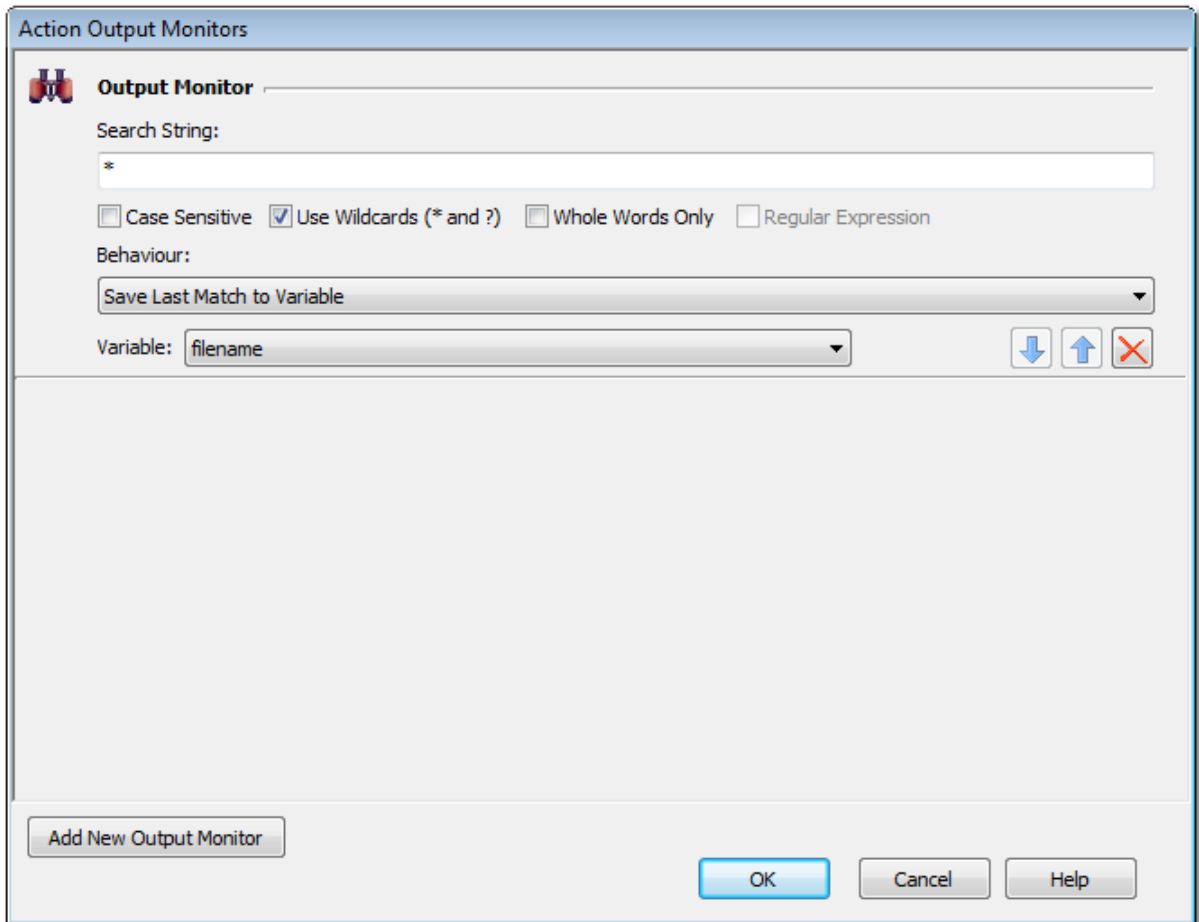 Action Output Monitors
Output Monitor
Search String:
*
Case Sensitive Use Wildcards (* and ?) Whole Words Only Regular Expression
Behaviour:
Save Last Match to Variable
Variable: filename
Add New Output Monitor
OK Cancel Help